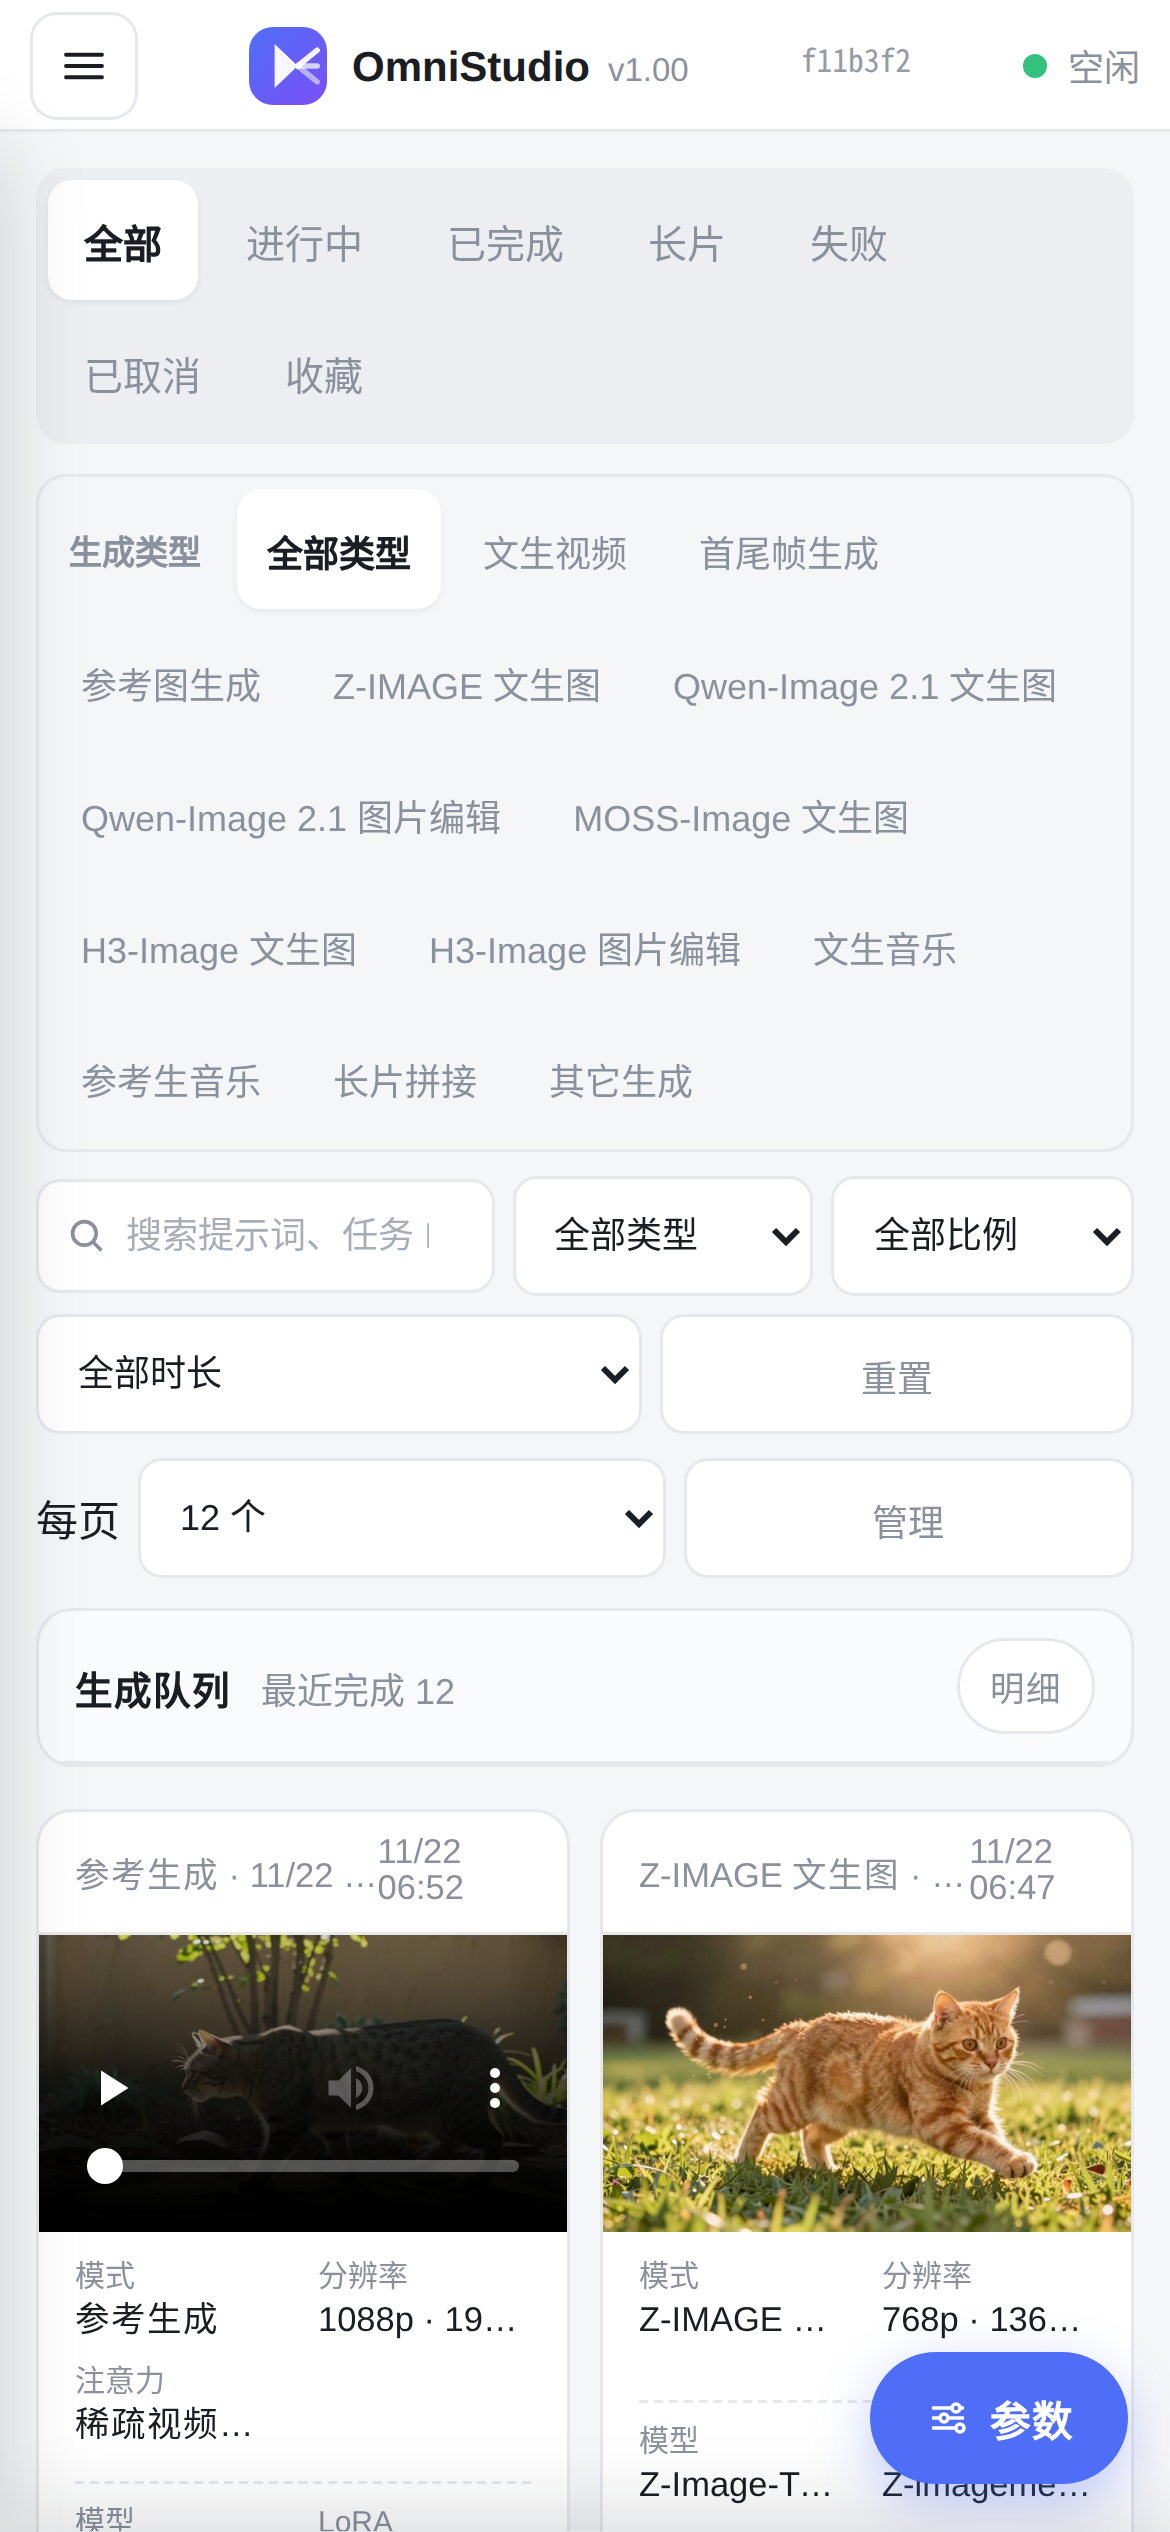 OmniStudio v1.00 f11b3f2 空闲
全部 进行中 已完成 长片 失败
已取消 收藏
生成类型 全部类型 文生视频 首尾帧生成
参考图生成 Z-IMAGE 文生图 Qwen-Image 2.1 文生图
Qwen-Image 2.1 图片编辑 MOSS-Image 文生图
H3-Image 文生图 H3-Image 图片编辑 文生音乐
参考生音乐 长片拼接 其它生成
搜索提示词、任务 全部类型 全部比例
全部时长 重置
每页 12 个 管理
生成队列 最近完成 12 明细
参考生成 · 11/22 … 11/22 06:52
Z-IMAGE 文生图 · … 11/22 06:47
模式 分辨率
参考生成 1088p · 19…
注意力
稀疏视频…
模型 LoRA
模式 分辨率
Z-IMAGE … 768p · 136…
模型
Z-Image-T… Z-imageme…
参数